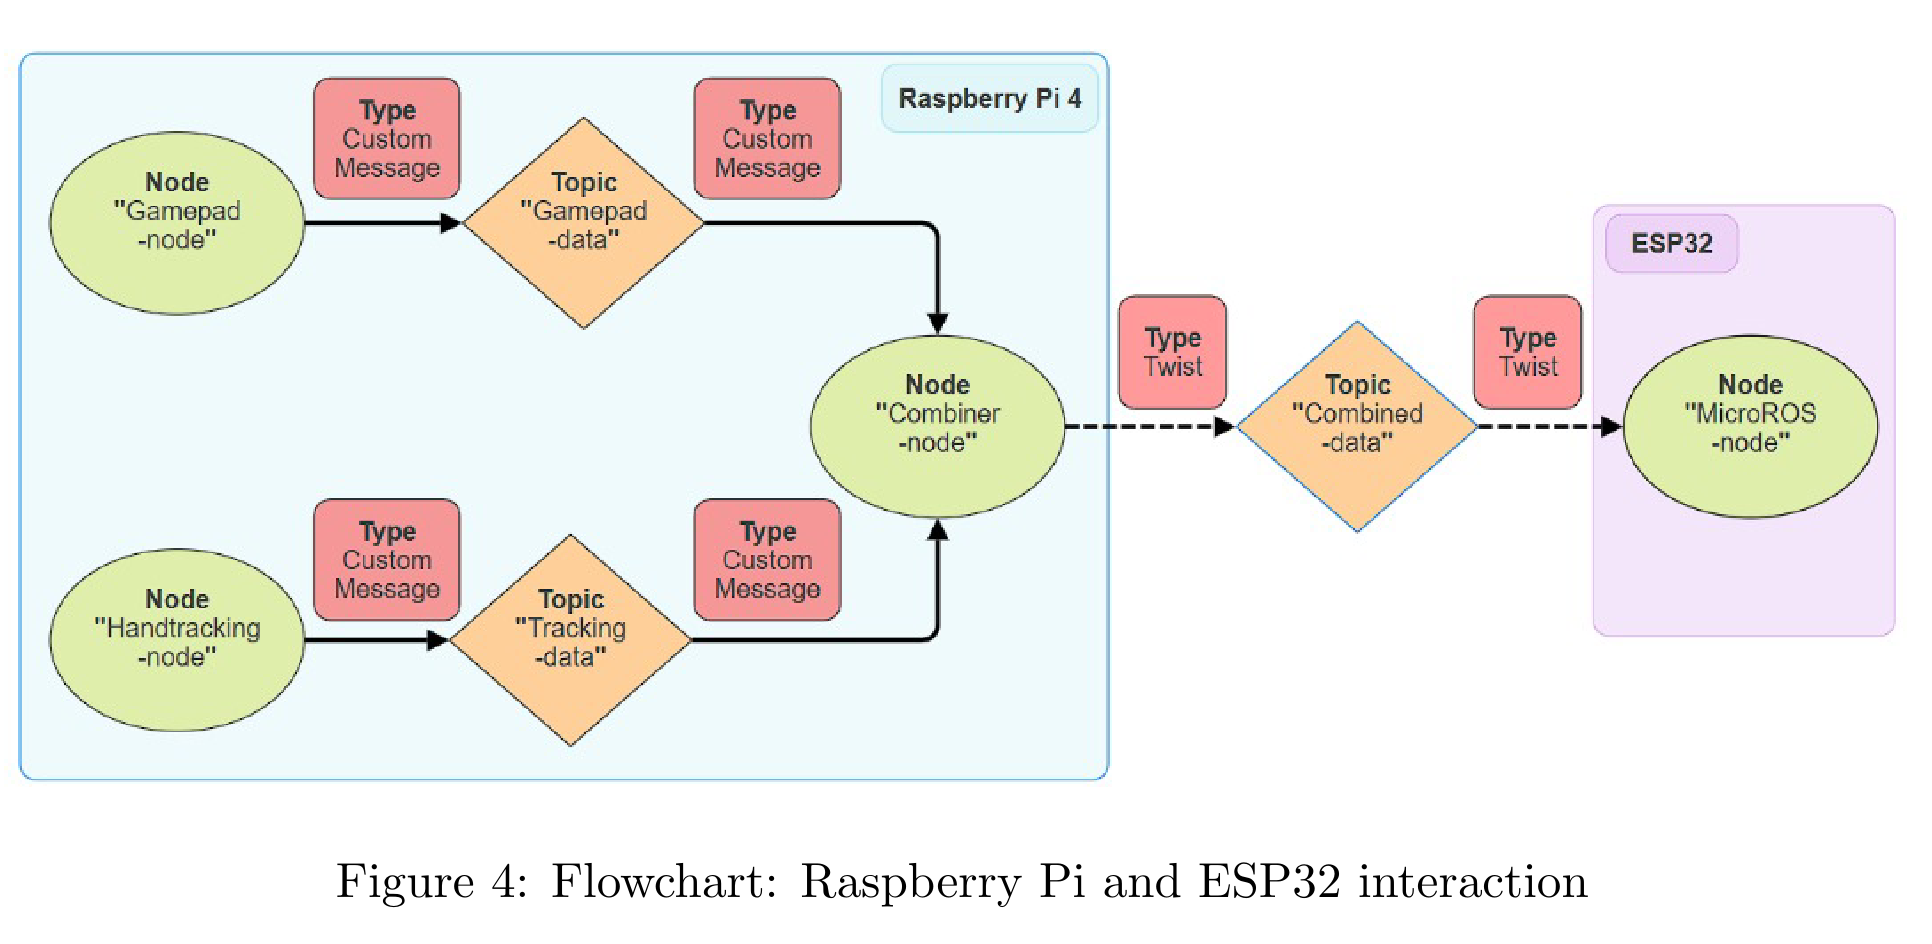 Raspberry Pi 4
Type
Custom
Message
Type
Custom
Message
Node
"Gamepad
-node"
Topic
"Gamepad
-data"
ESP32
Type
Twist
Type
Twist
Node
"Combiner
-node"
Topic
"Combined
-data"
Node
"MicroROS
-node"
Type
Custom
Message
Type
Custom
Message
Node
"Handtracking
-node"
Topic
"Tracking
-data"
Figure 4: Flowchart: Raspberry Pi and ESP32 interaction